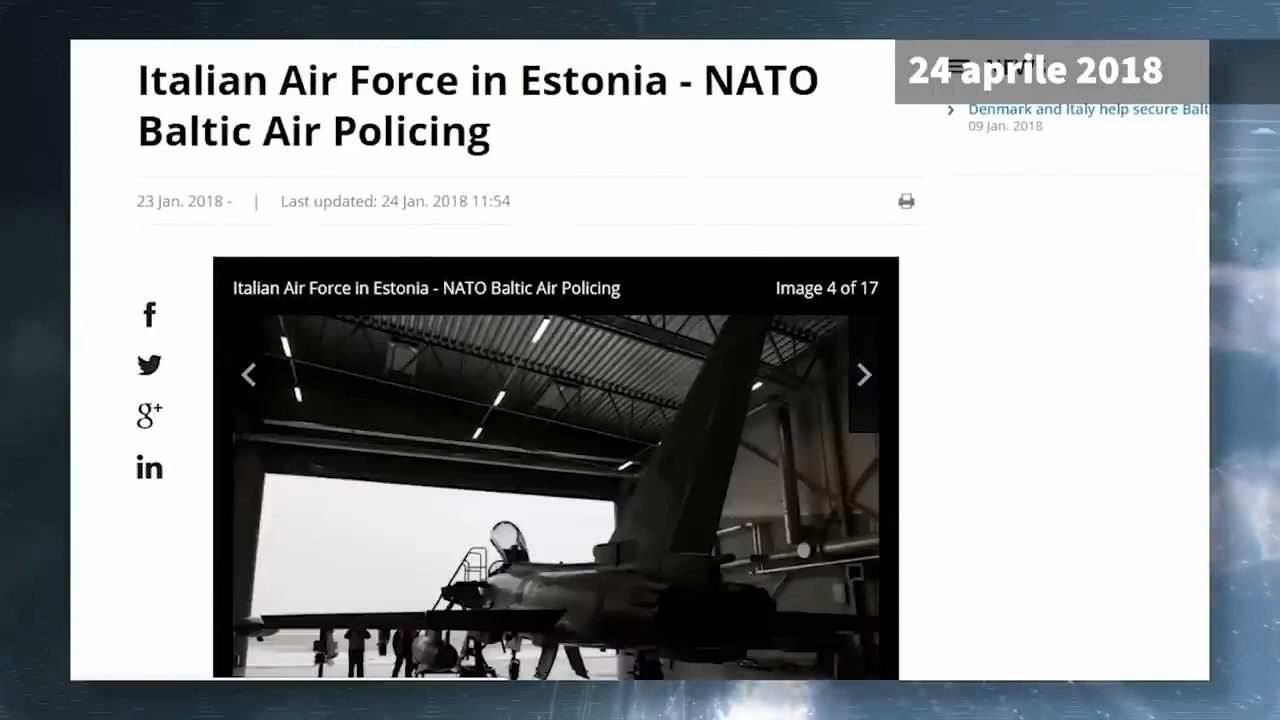 24 aprile 2018
Italian Air Force in Estonia - NATO
Baltic Air Policing
Denmark and Italy help secure Balt
09 Jan. 2018
23 Jan. 2018 - | Last updated: 24 Jan. 2018 11:54
Italian Air Force in Estonia - NATO Baltic Air Policing
Image 4 of 17